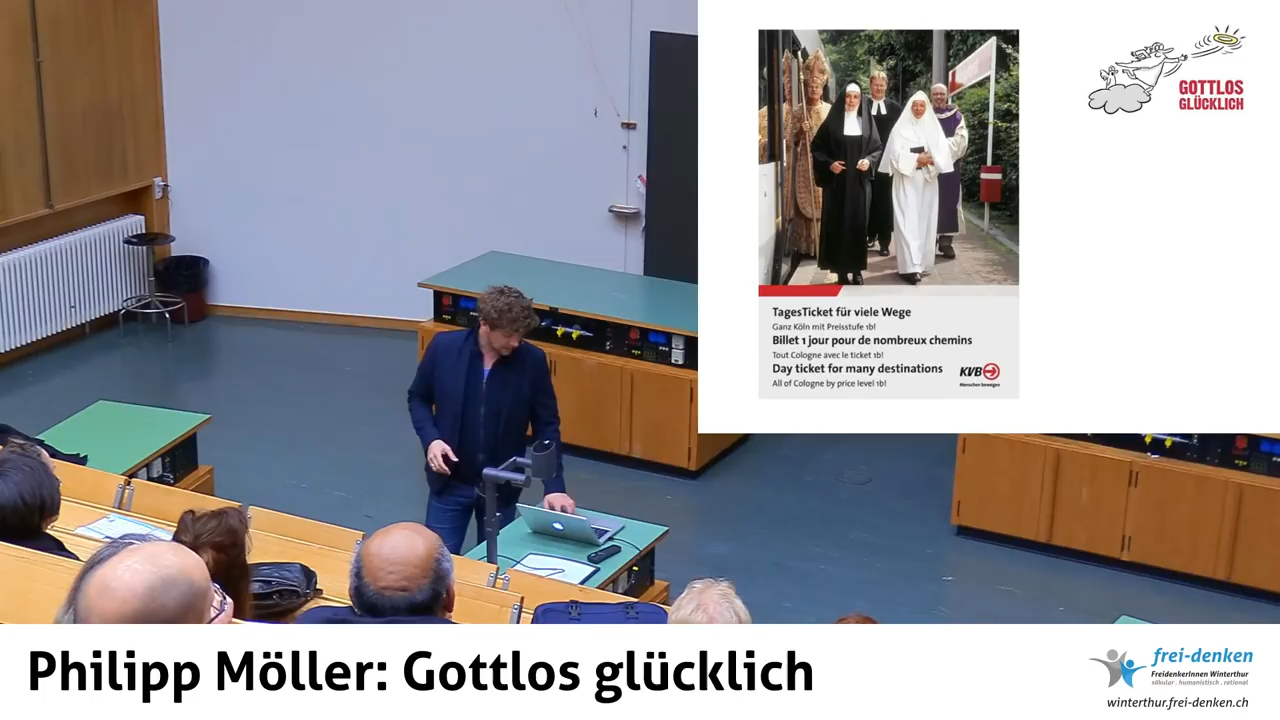 GOTTLOS
GLÜCKLICH
TagesTicket für viele Wege
Ganz Köln mit Preisstufe 1b!
Billet 1 jour pour de nombreux chemins
Tout Cologne avec le ticket 1b!
Day ticket for many destinations
All of Cologne by price level 1b!
KVB
Menschen bewegen
Philipp Möller: Gottlos glücklich
frei-denken
FreidenkerInnen Winterthur
säkular . humanistisch . rational
winterthur.frei-denken.ch